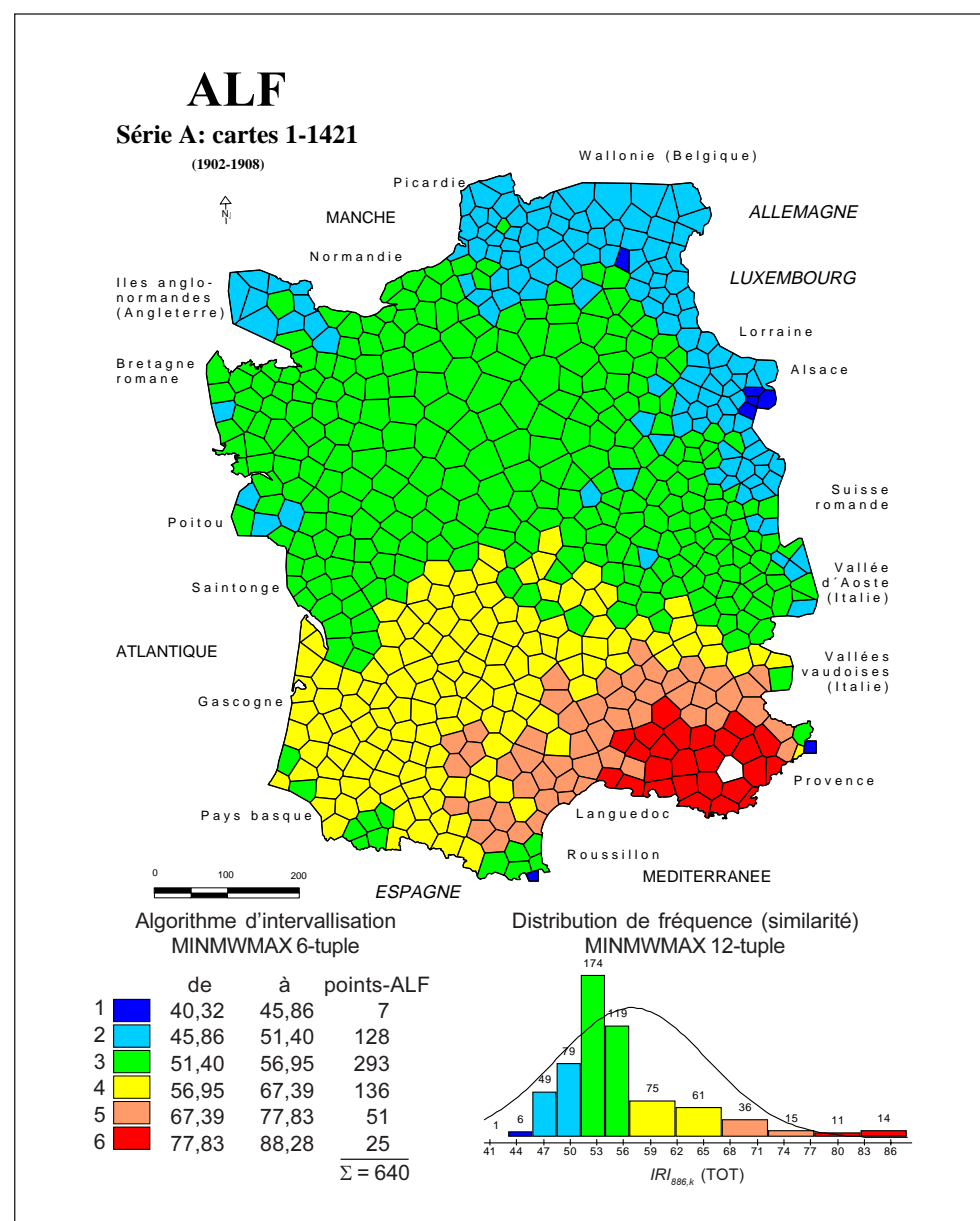 ALF
Série A: cartes 1-1421
(1902-1908)
N
Wallonie (Belgique)
Picardie
MANCHE
ALLEMAGNE
Normandie
LUXEMBOURG
Iles anglo-
normandes
(Angleterre)
Lorraine
Bretagne
romane
Alsace
Suisse
romande
Poitou
Vallée
d´Aoste
(Italie)
Saintonge
ATLANTIQUE
Vallées
vaudoises
(Italie)
Gascogne
Provence
Pays basque
Languedoc
Roussillon
MEDITERRANEE
ESPAGNE
0 100 200
Algorithme d'intervallisation
MINMWMAX 6-tuple
de à points-ALF
1 40,32 45,86 7
2 45,86 51,40 128
3 51,40 56,95 293
4 56,95 67,39 136
5 67,39 77,83 51
6 77,83 88,28 25
Σ = 640
Distribution de fréquence (similarité)
MINMWMAX 12-tuple
1 6 49 79 174 119 75 61 36 15 11 14
41 44 47 50 53 56 59 62 65 68 71 74 77 80 83 86
IRI886,k (TOT)